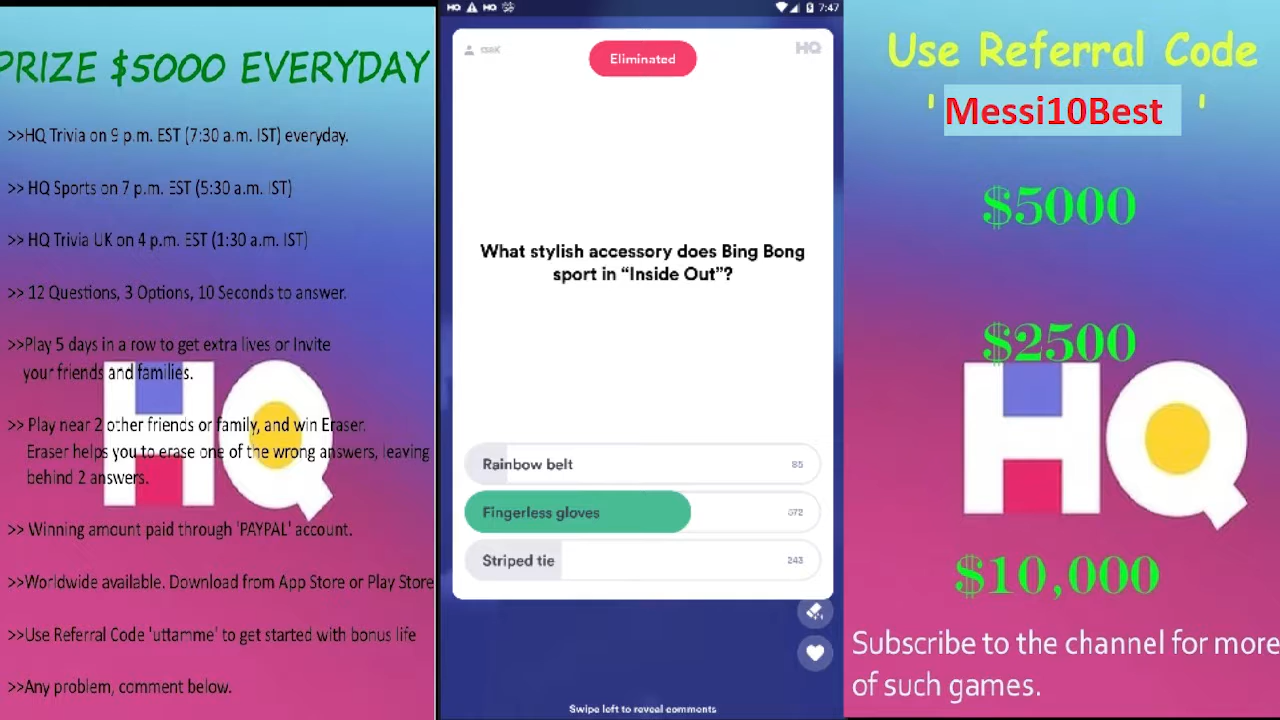 PRIZE $5000 EVERYDAY
>>HQ Trivia on 9 p.m. EST (7:30 a.m. IST) everyday.
>> HQ Sports on 7 p.m. EST (5:30 a.m. IST)
>> HQ Trivia UK on 4 p.m. EST (1:30 a.m. IST)
>> 12 Questions, 3 Options, 10 Seconds to answer.
>>Play 5 days in a row to get extra lives or Invite
your friends and families.
>> Play near 2 other friends or family, and win Eraser.
Eraser helps you to erase one of the wrong answers, leaving
behind 2 answers.
>> Winning amount paid through 'PAYPAL' account.
>>Worldwide available. Download from App Store or Play Store
>>Use Referral Code 'uttamme' to get started with bonus life
>>Any problem, comment below.
HQ
HQ HQ 7:47
Eliminated
HQ
What stylish accessory does Bing Bong
sport in “Inside Out”?
Rainbow belt 85
Fingerless gloves
Striped tie 243
Swipe left to reveal comments
Use Referral Code
' Messi10Best '
$5000
$2500
HQ
$10,000
Subscribe to the channel for more
of such games.